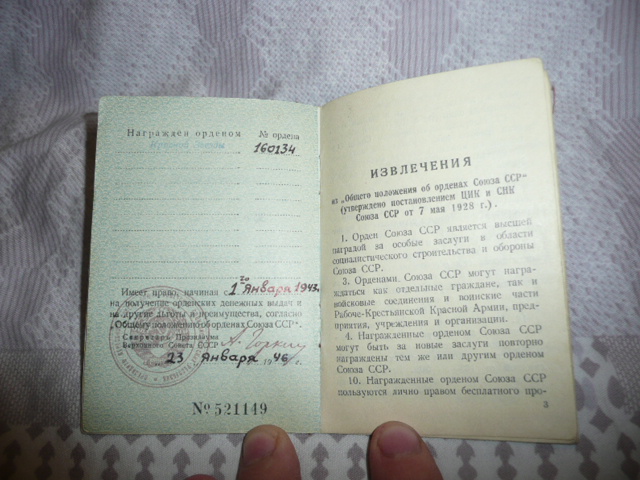 Награжден орденом № ордена
Красной Звезды 160134
Имеет право, начиная с 1го Января 1943г.
на получение орденских денежных выдач и
на другие льготы и преимущества, согласно
„Общему положению об орденах Союза ССР“.
Секретарь Президиума
Верховного Совета СССР А. Горкин
23 Января 1946 г.
№ 521149
ИЗВЛЕЧЕНИЯ
из „Общего положения об орденах Союза ССР“
(утверждено постановлением ЦИК и СНК
Союза ССР от 7 мая 1928 г.).
1. Орден Союза ССР является высшей
наградой за особые заслуги в области
социалистического строительства и обороны
Союза ССР.
3. Орденами Союза ССР могут награ-
ждаться как отдельные граждане, так и
войсковые соединения и воинские части
Рабоче-Крестьянской Красной Армии, пред-
приятия, учреждения и организации.
4. Награжденные орденом Союза ССР
могут быть за новые заслуги повторно
награждены тем же или другим орденом
Союза ССР.
10. Награжденные орденом Союза ССР
пользуются лично правом бесплатного про-
3